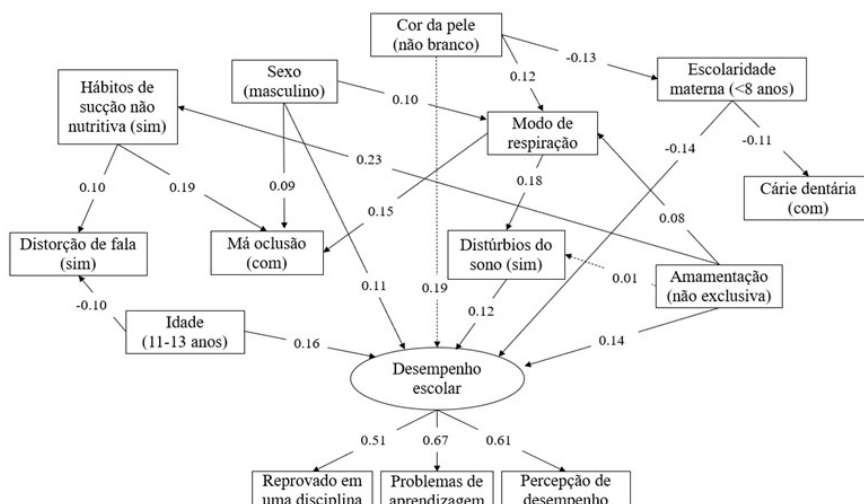 Cor da pele
(não branco)
-0.13
Sexo
(masculino)
0.12
Escolaridade
materna (<8 anos)
Hábitos de
sucção não
nutritiva (sim)
0.10
Modo de
respiração
0.23
-0.14
-0.11
0.10
0.19
0.09
0.18
Cárie dentária
(com)
0.15
0.08
Distorção de fala
(sim)
Má oclusão
(com)
Distúrbios do
sono (sim)
0.01
Amamentação
(não exclusiva)
-0.10
0.11
0.19
0.12
Idade
(11-13 anos)
0.16
0.14
Desempenho
escolar
0.51
0.67
0.61
Reprovado em
uma disciplina
Problemas de
aprendizagem
Percepção de
desempenho